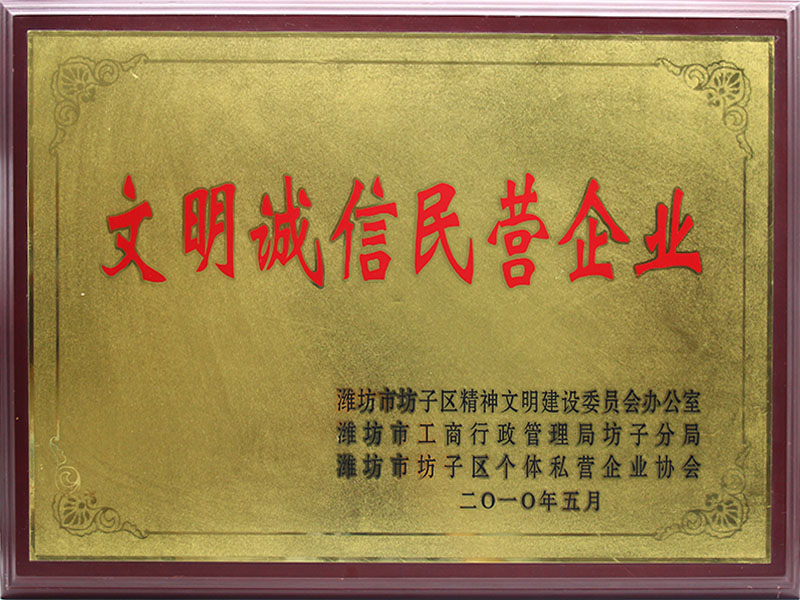 文明诚信民营企业
潍坊市坊子区精神文明建设委员会办公室
潍坊市工商行政管理局坊子分局
潍坊市坊子区个体私营企业协会
二〇一〇年五月